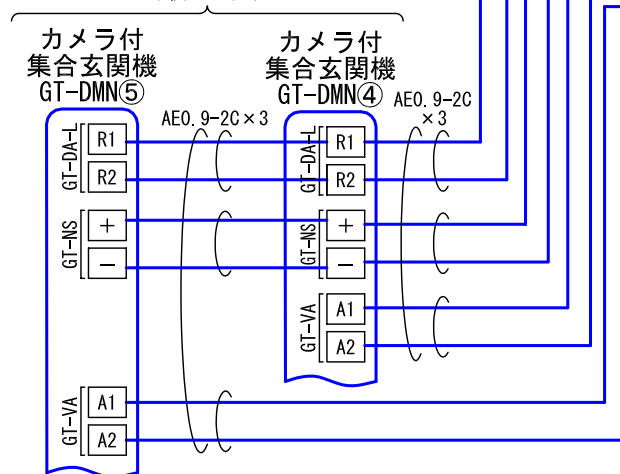 カメラ付
集合玄関機
GT-DMN⑤
カメラ付
集合玄関機
GT-DMN④
AE0.9-2C×3
AE0.9-2C
×3
GT-DA-L
R1
R2
GT-NS
+
−
GT-VA
A1
A2
GT-DA-L
R1
R2
GT-NS
+
−
GT-VA
A1
A2